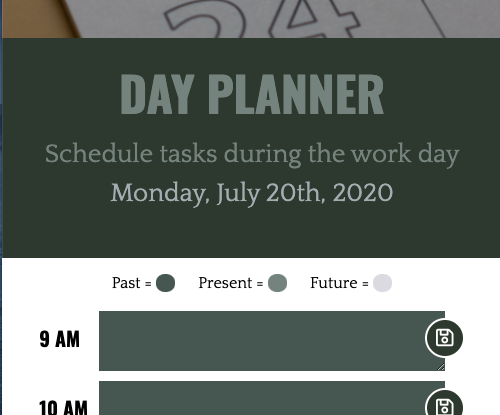 24
DAY PLANNER
Schedule tasks during the work day
Monday, July 20th, 2020
Past = Present = Future =
9 AM
10 AM